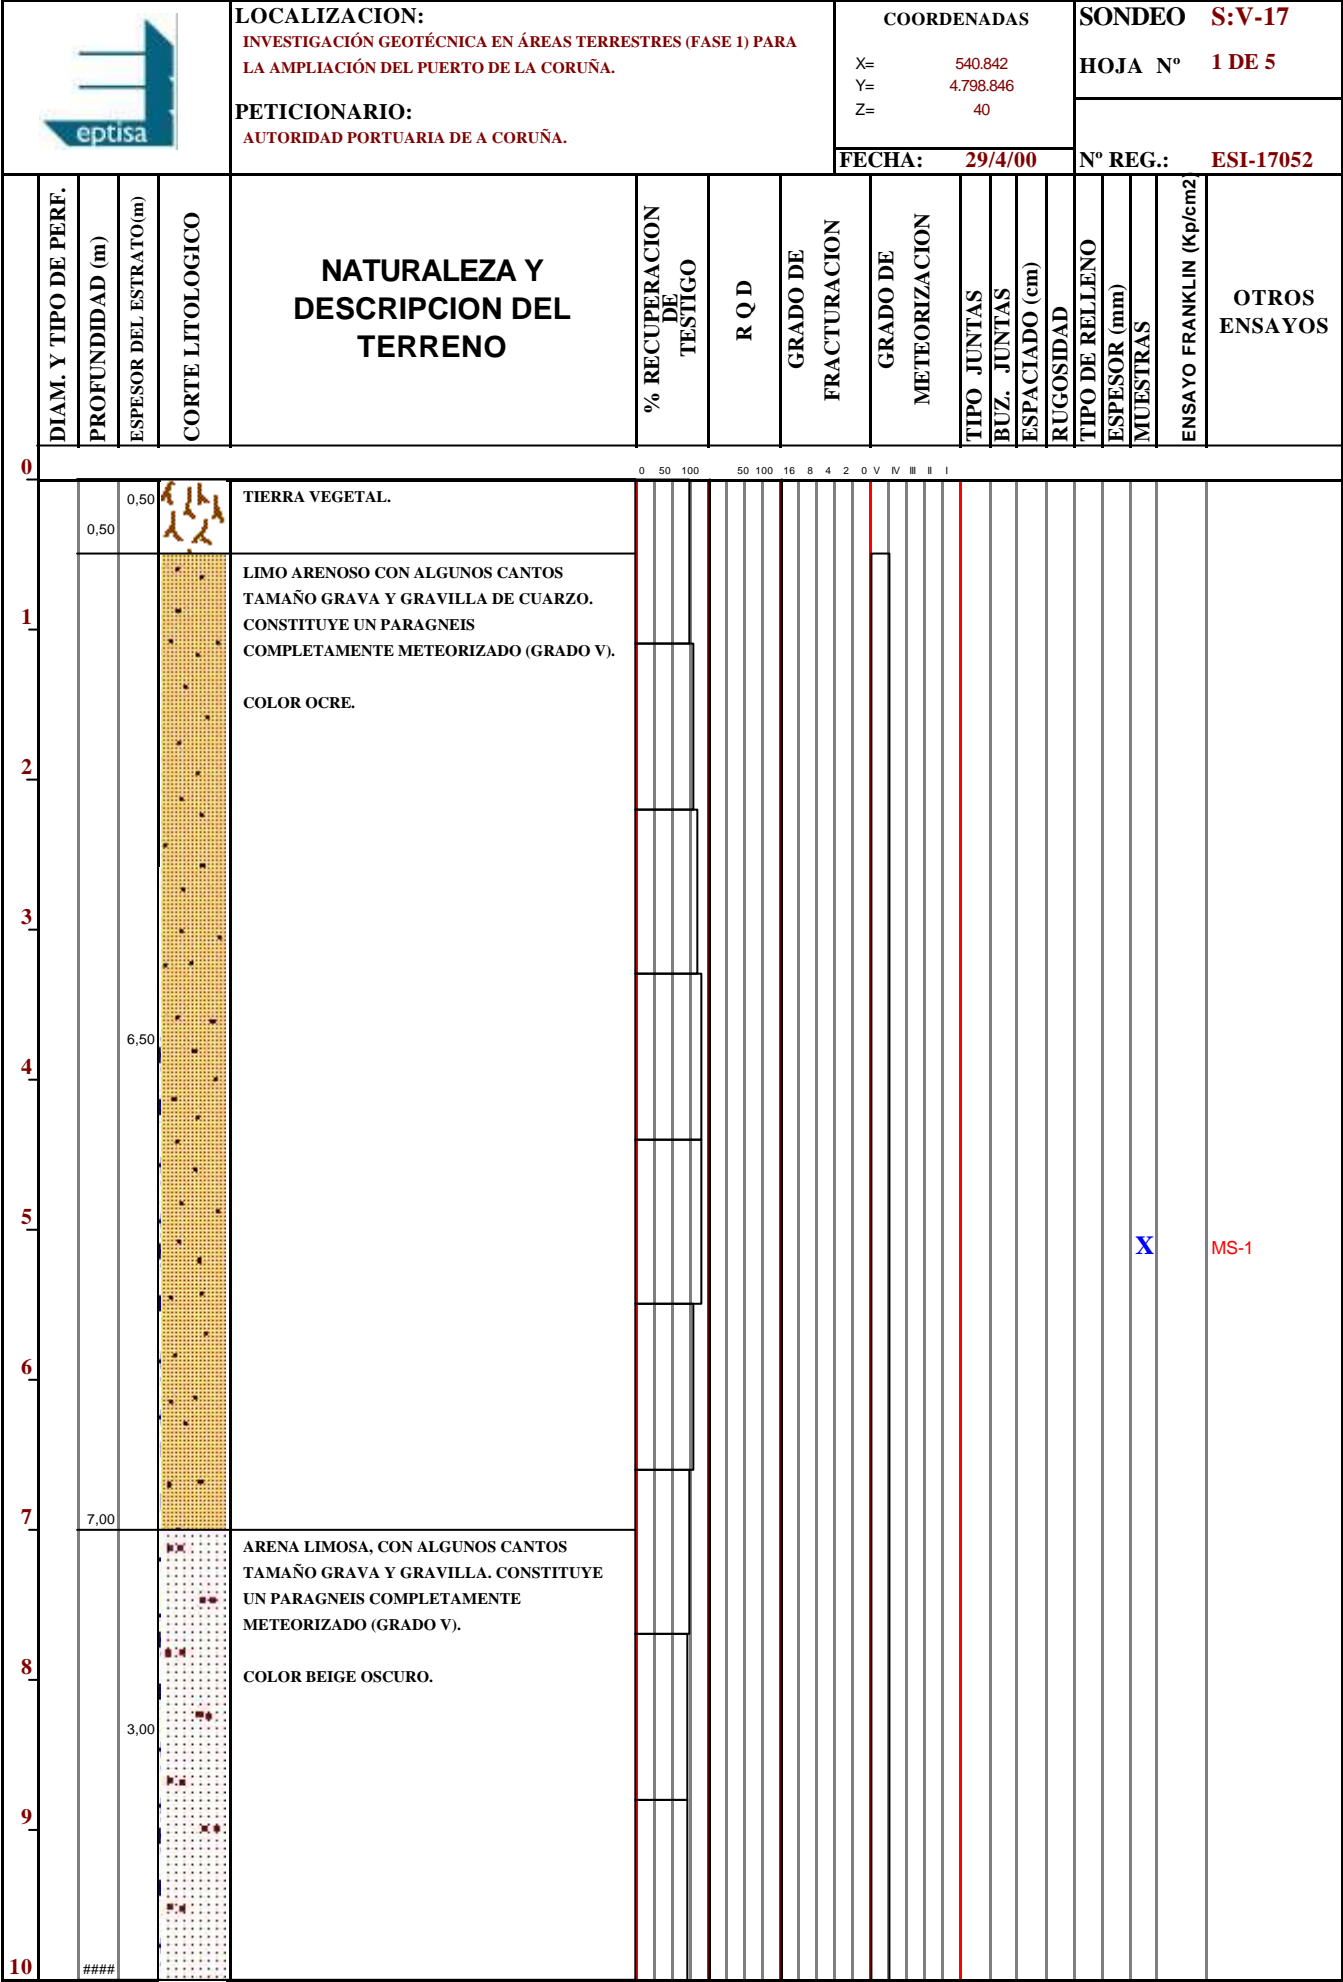 eptisa
LOCALIZACION:
INVESTIGACIÓN GEOTÉCNICA EN ÁREAS TERRESTRES (FASE 1) PARA
LA AMPLIACIÓN DEL PUERTO DE LA CORUÑA.
PETICIONARIO:
AUTORIDAD PORTUARIA DE A CORUÑA.
COORDENADAS
X= 540.842
Y= 4.798.846
Z= 40
FECHA: 29/4/00
SONDEO S:V-17
HOJA Nº 1 DE 5
Nº REG.: ESI-17052
DIAM. Y TIPO DE PERF.
PROFUNDIDAD (m)
ESPESOR DEL ESTRATO(m)
CORTE LITOLOGICO
NATURALEZA Y
DESCRIPCION DEL
TERRENO
% RECUPERACION
DE
TESTIGO
R Q D
GRADO DE
FRACTURACION
GRADO DE
METEORIZACION
TIPO JUNTAS
BUZ. JUNTAS
ESPACIADO (cm)
RUGOSIDAD
TIPO DE RELLENO
ESPESOR (mm)
MUESTRAS
ENSAYO FRANKLIN (Kp/cm2)
OTROS
ENSAYOS
0
0 50 100 50 100 16 8 4 2 0 V IV III II I
0,50
TIERRA VEGETAL.
0,50
LIMO ARENOSO CON ALGUNOS CANTOS
TAMAÑO GRAVA Y GRAVILLA DE CUARZO.
1
CONSTITUYE UN PARAGNEIS
COMPLETAMENTE METEORIZADO (GRADO V).
COLOR OCRE.
2
3
6,50
4
5
X MS-1
6
7
7,00
ARENA LIMOSA, CON ALGUNOS CANTOS
TAMAÑO GRAVA Y GRAVILLA. CONSTITUYE
UN PARAGNEIS COMPLETAMENTE
METEORIZADO (GRADO V).
8
COLOR BEIGE OSCURO.
3,00
9
10
####